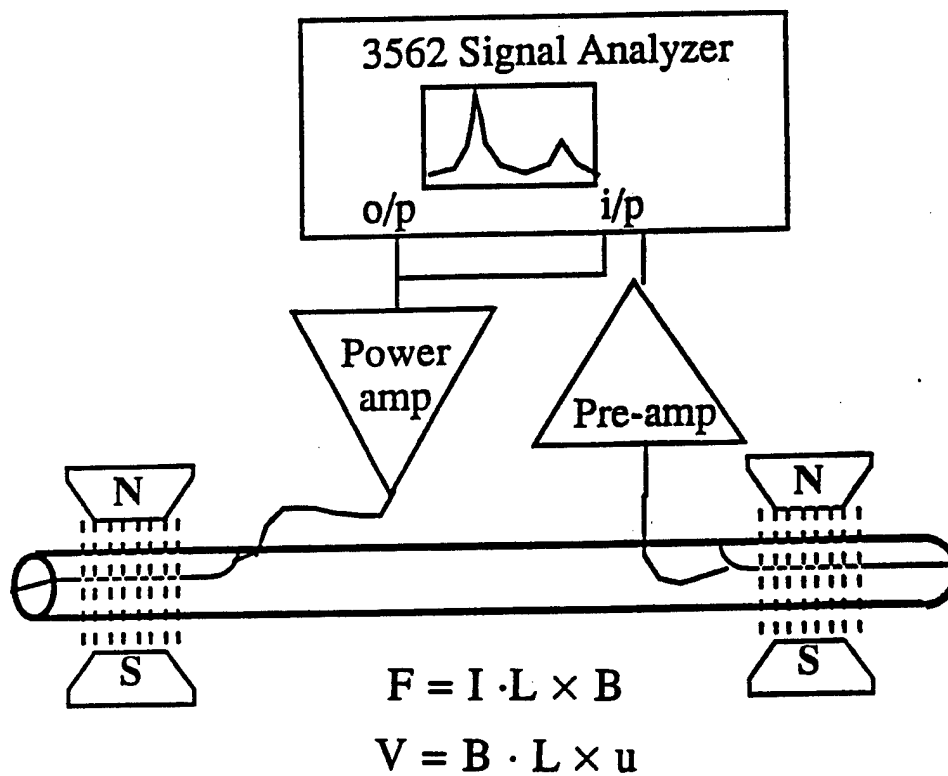 3562 Signal Analyzer
o/p i/p
Power
amp
Pre-amp
N N
S S
F = I · L × B
V = B · L × u